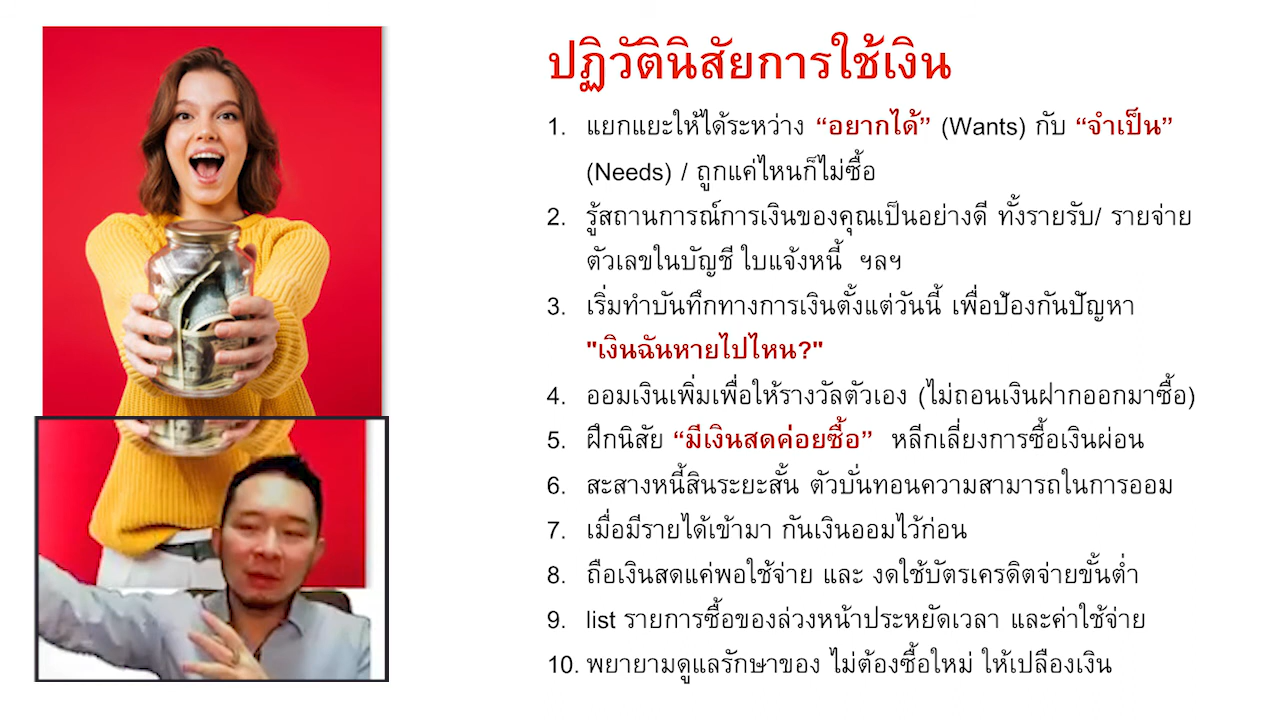 ปฏิวัตินิสัยการใช้เงิน
1. แยกแยะให้ได้ระหว่าง “อยากได้” (Wants) กับ “จำเป็น”
(Needs) / ถูกแค่ไหนก็ไม่ซื้อ
2. รู้สถานการณ์การเงินของคุณเป็นอย่างดี ทั้งรายรับ/ รายจ่าย
ตัวเลขในบัญชี ใบแจ้งหนี้ ฯลฯ
3. เริ่มทำบันทึกทางการเงินตั้งแต่วันนี้ เพื่อป้องกันปัญหา
"เงินฉันหายไปไหน?"
4. ออมเงินเพิ่มเพื่อให้รางวัลตัวเอง (ไม่ถอนเงินฝากออกมาซื้อ)
5. ฝึกนิสัย “มีเงินสดค่อยซื้อ” หลีกเลี่ยงการซื้อเงินผ่อน
6. สะสางหนี้สินระยะสั้น ตัวบั่นทอนความสามารถในการออม
7. เมื่อมีรายได้เข้ามา กันเงินออมไว้ก่อน
8. ถือเงินสดแค่พอใช้จ่าย และ งดใช้บัตรเครดิตจ่ายขั้นต่ำ
9. list รายการซื้อของล่วงหน้าประหยัดเวลา และค่าใช้จ่าย
10. พยายามดูแลรักษาของ ไม่ต้องซื้อใหม่ ให้เปลืองเงิน